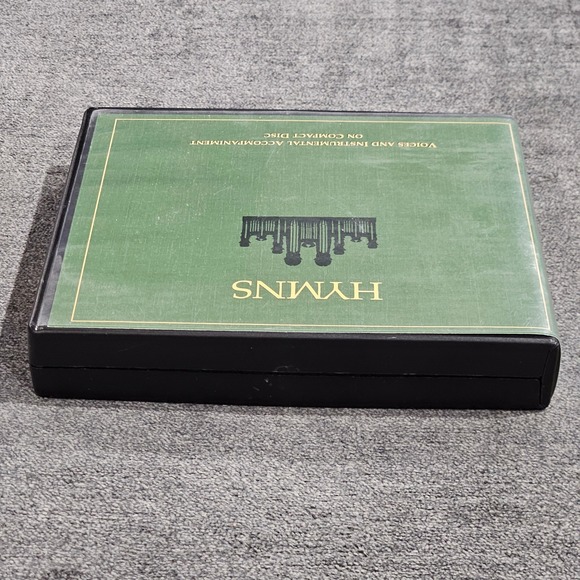 HYMNS
VOICES AND INSTRUMENTAL ACCOMPANIMENT
ON COMPACT DISC